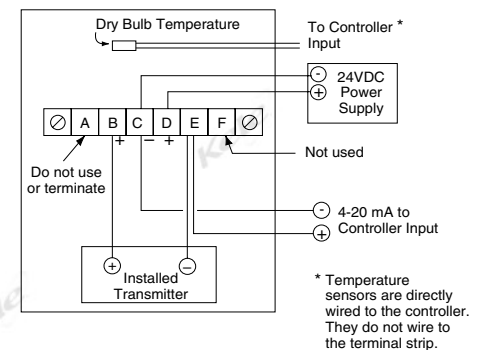 Dry Bulb Temperature
To Controller *
Input
- 24VDC
+ Power
Supply
A B C D E F
+ - +
Do not use
or terminate
Not used
- 4-20 mA to
+ Controller Input
+ -
Installed
Transmitter
* Temperature
sensors are directly
wired to the controller.
They do not wire to
the terminal strip.